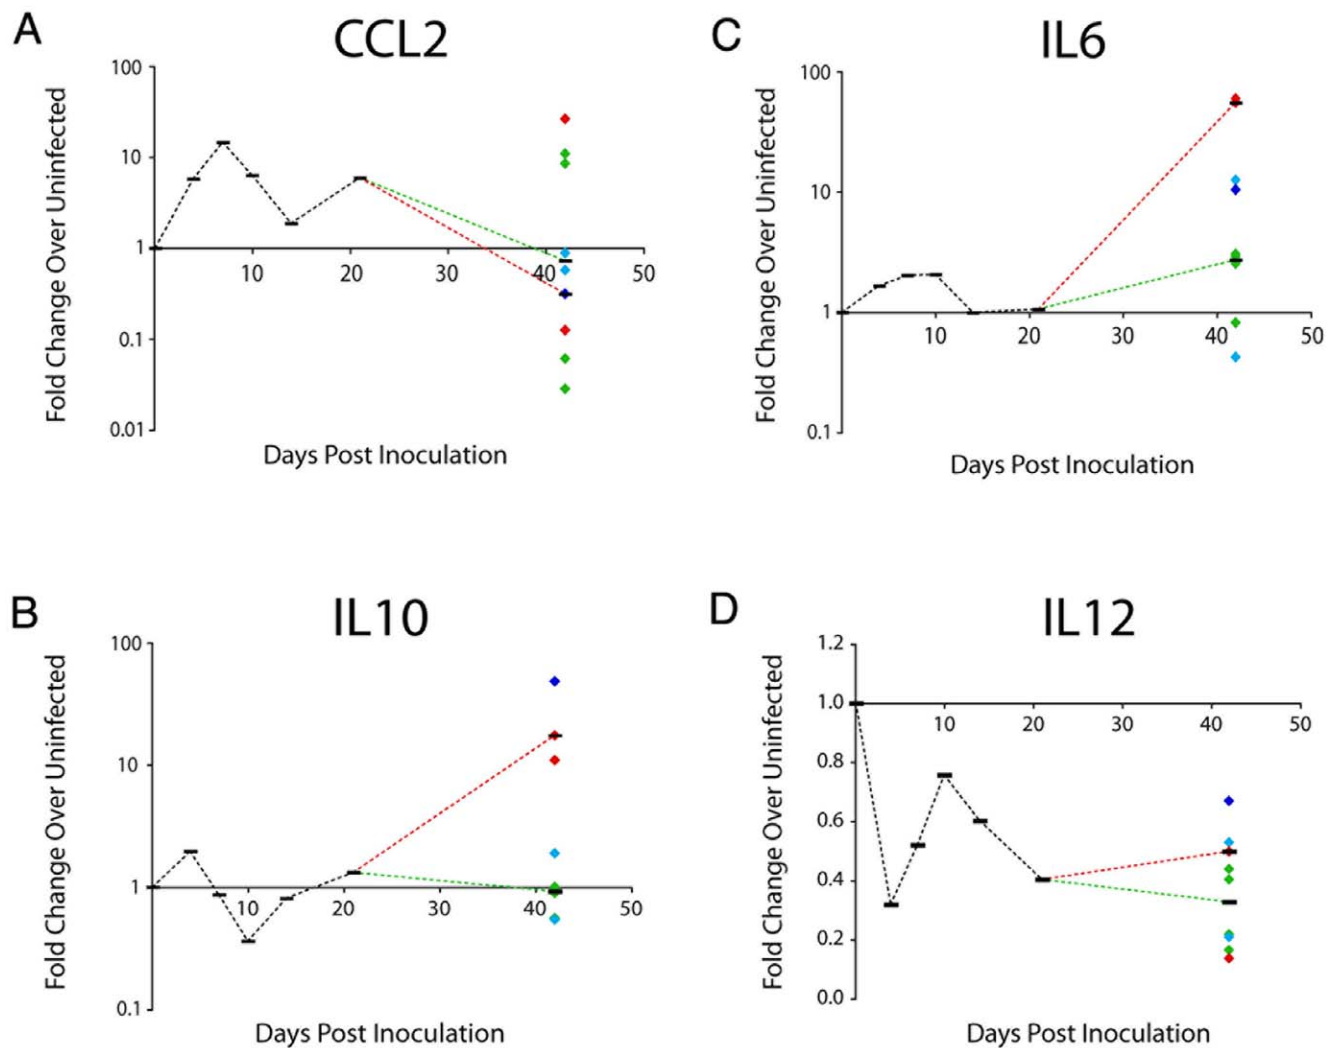 A
CCL2
Fold Change Over Uninfected
100
10
1
0.1
0.01
10
20
30
40
50
Days Post Inoculation
C
IL6
Fold Change Over Uninfected
100
10
1
0.1
10
20
30
40
50
Days Post Inoculation
B
IL10
Fold Change Over Uninfected
100
10
1
0.1
10
20
30
40
50
Days Post Inoculation
D
IL12
Fold Change Over Uninfected
1.2
1.0
0.8
0.6
0.4
0.2
0.0
10
20
30
40
50
Days Post Inoculation